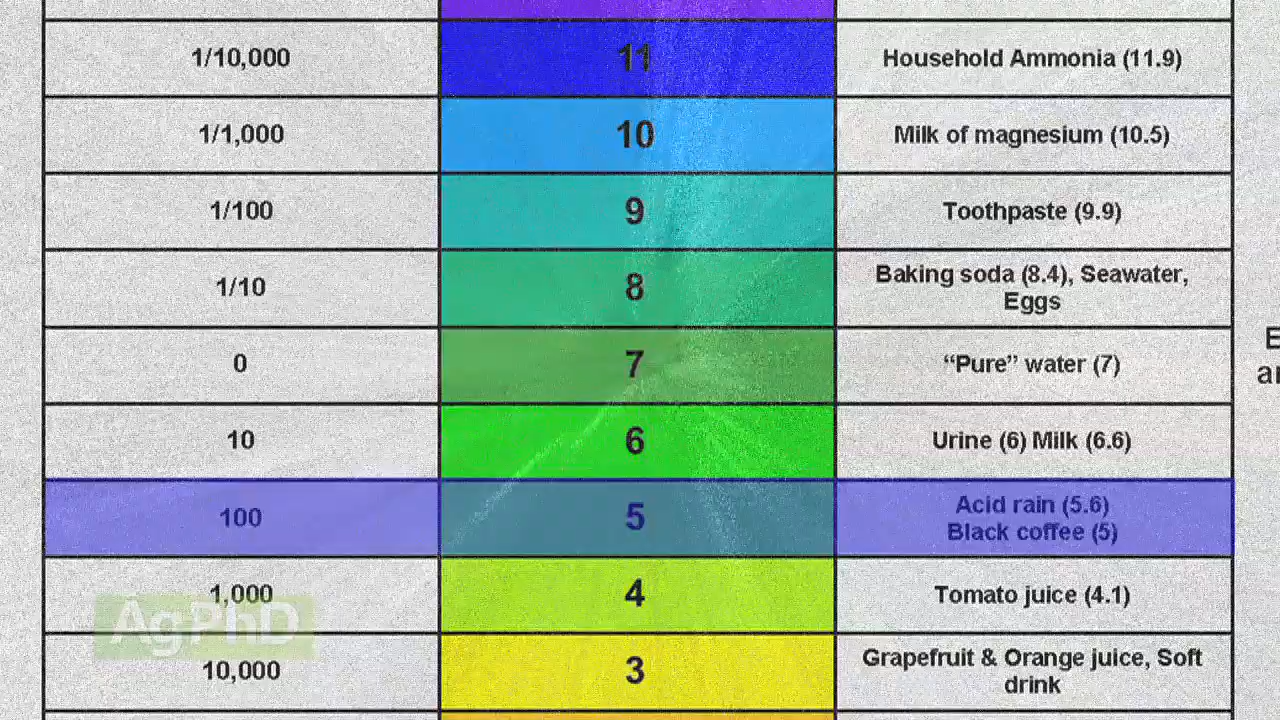 1/10,000 11 Household Ammonia (11.9)
1/1,000 10 Milk of magnesium (10.5)
1/100 9 Toothpaste (9.9)
1/10 8 Baking soda (8.4), Seawater,
Eggs
0 7 “Pure” water (7)
10 6 Urine (6) Milk (6.6)
100 5 Acid rain (5.6)
Black coffee (5)
1,000 4 Tomato juice (4.1)
AgPhD
10,000 3 Grapefruit & Orange juice, Soft
drink